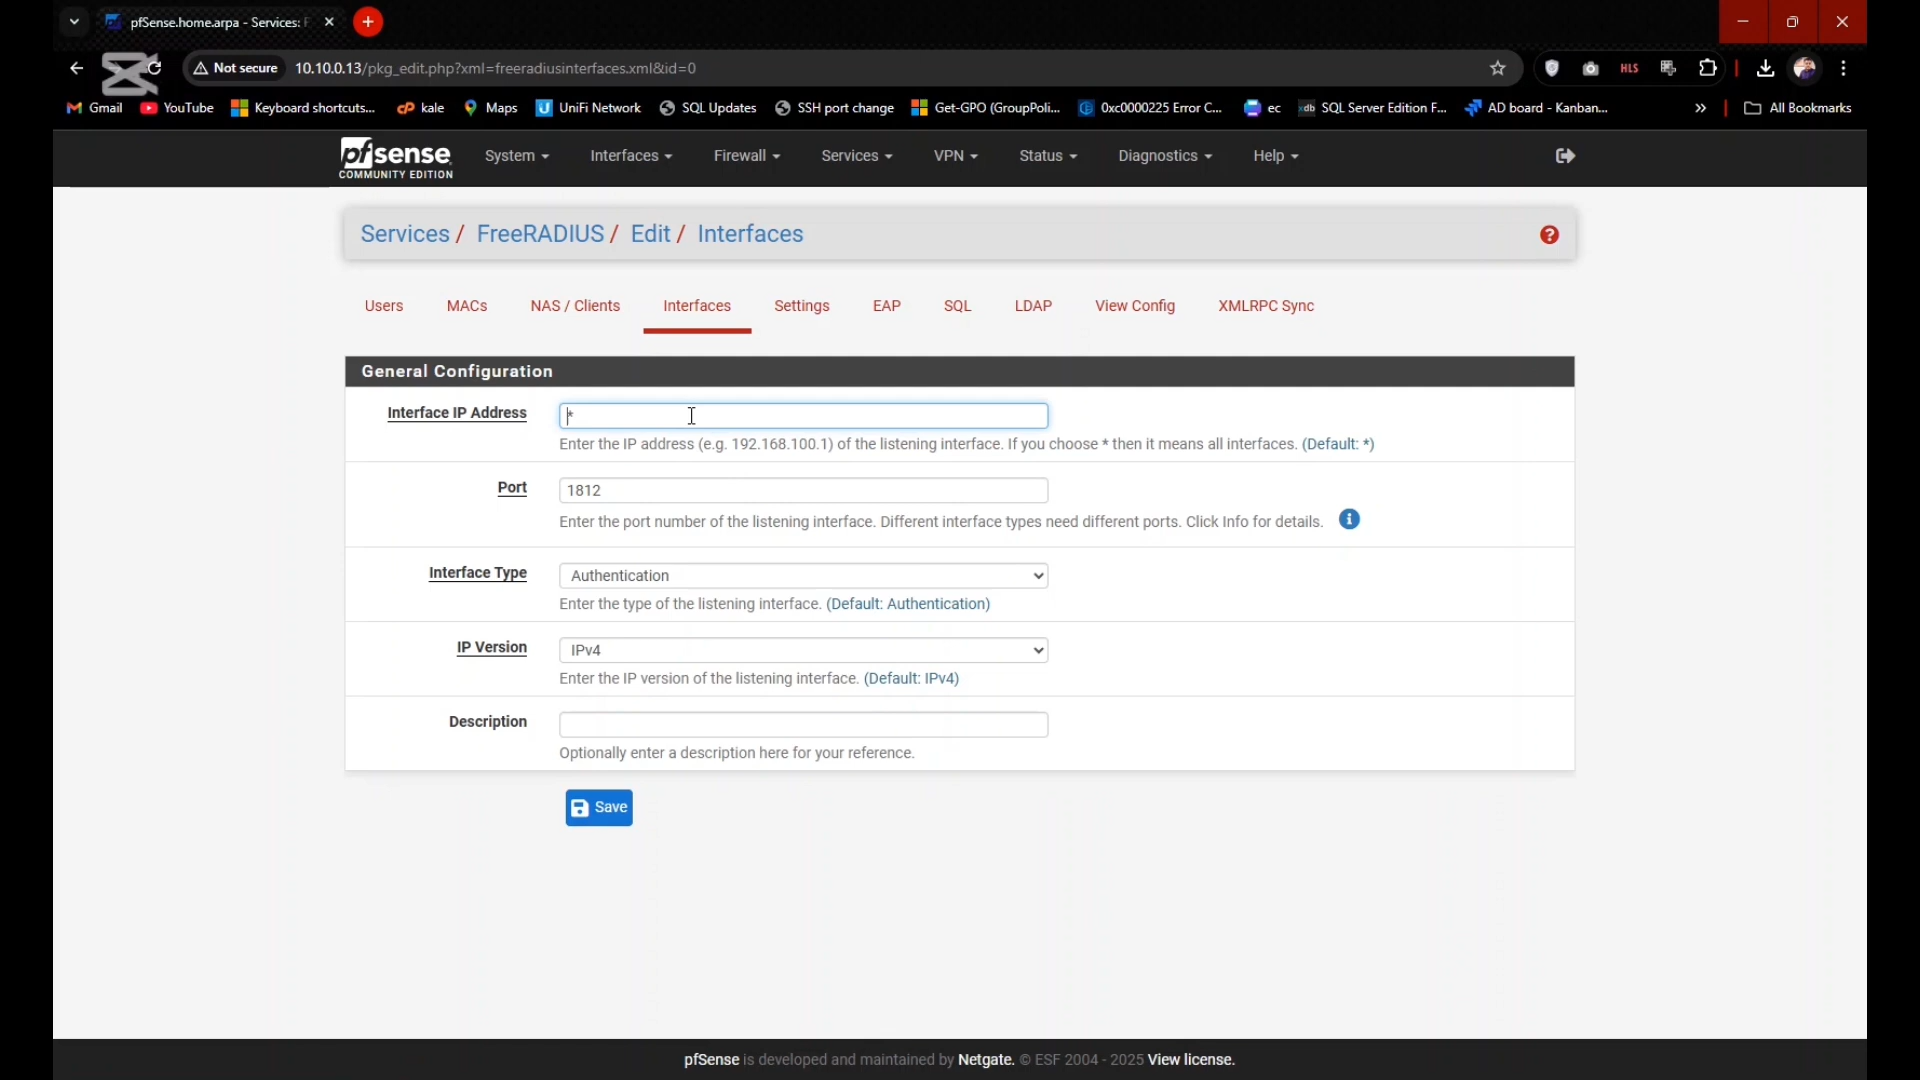 pfSense.home.arpa - Services: F
Not secure 10.10.0.13/pkg_edit.php?xml=freeradiusinterfaces.xml&id=0 HLS
Gmail YouTube Keyboard shortcuts... cP kale Maps U UniFi Network SQL Updates SSH port change Get-GPO (GroupPoli... 0xc0000225 Error C... ec xdb SQL Server Edition F... AD board - Kanban... » All Bookmarks
pfsense System Interfaces Firewall Services VPN Status Diagnostics Help
COMMUNITY EDITION
Services / FreeRADIUS / Edit / Interfaces ?
Users MACs NAS / Clients Interfaces Settings EAP SQL LDAP View Config XMLRPC Sync
General Configuration
Interface IP Address *
Enter the IP address (e.g. 192.168.100.1) of the listening interface. If you choose * then it means all interfaces. (Default: *)
Port 1812
Enter the port number of the listening interface. Different interface types need different ports. Click Info for details. i
Interface Type Authentication
Enter the type of the listening interface. (Default: Authentication)
IP Version IPv4
Enter the IP version of the listening interface. (Default: IPv4)
Description
Optionally enter a description here for your reference.
Save
pfSense is developed and maintained by Netgate. © ESF 2004 - 2025 View license.